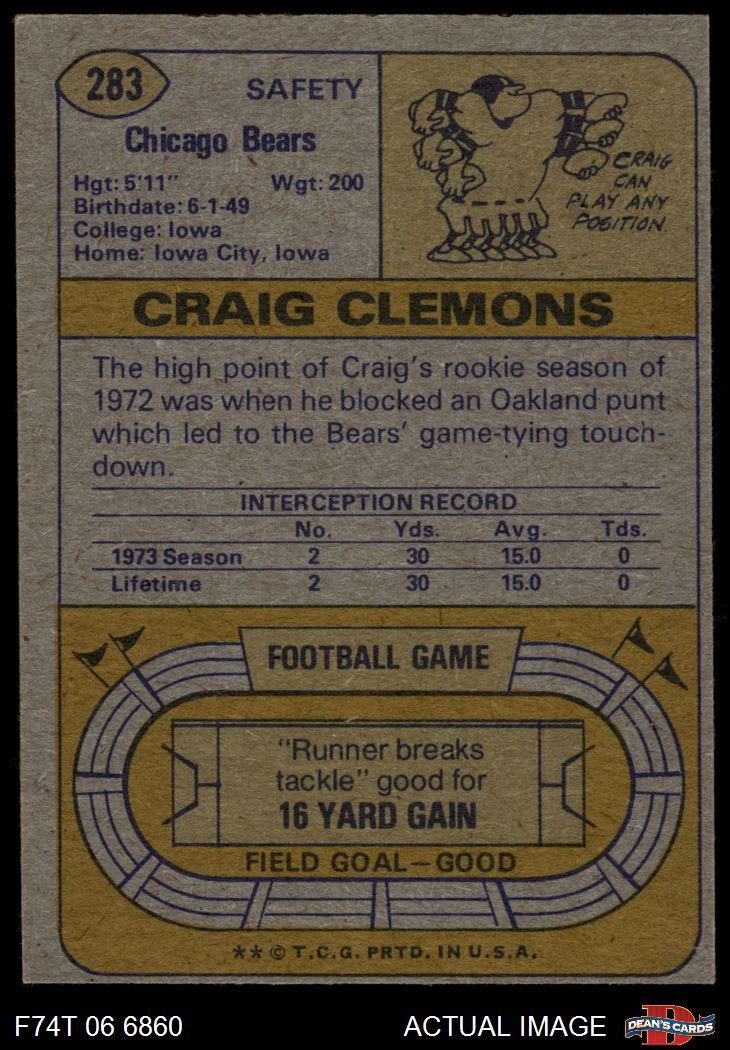 283
SAFETY
Chicago Bears
Hgt: 5'11" Wgt: 200
Birthdate: 6-1-49
College: Iowa
Home: Iowa City, Iowa
CRAIG
CAN
PLAY ANY
POSITION
CRAIG CLEMONS
The high point of Craig's rookie season of
1972 was when he blocked an Oakland punt
which led to the Bears' game-tying touch-
down.
INTERCEPTION RECORD
No. Yds. Avg. Tds.
1973 Season 2 30 15.0 0
Lifetime 2 30 15.0 0
FOOTBALL GAME
"Runner breaks
tackle" good for
16 YARD GAIN
FIELD GOAL—GOOD
** © T.C.G. PRTD. IN U.S.A.
F74T 06 6860 ACTUAL IMAGE D DEAN'S CARDS